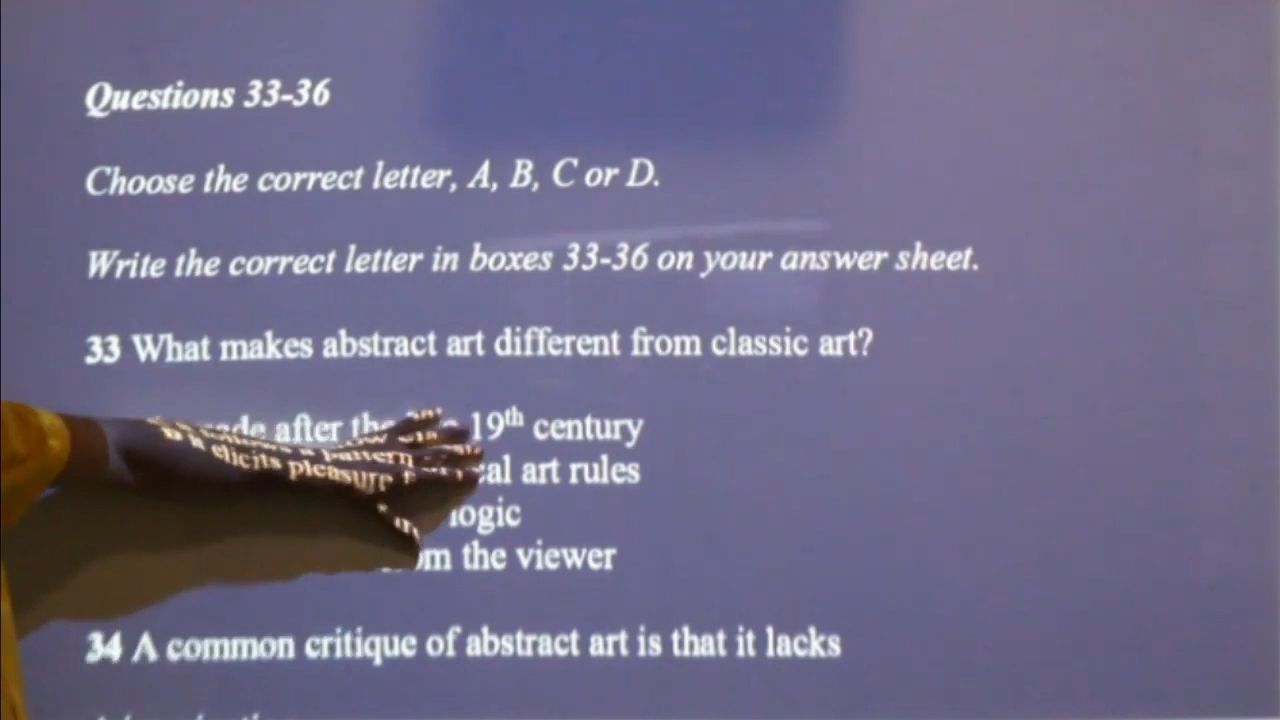 Questions 33-36
Choose the correct letter, A, B, C or D.
Write the correct letter in boxes 33-36 on your answer sheet.
33 What makes abstract art different from classic art?
after the 19th century
art rules
logic
the viewer
elicits pleasure
34 A common critique of abstract art is that it lacks